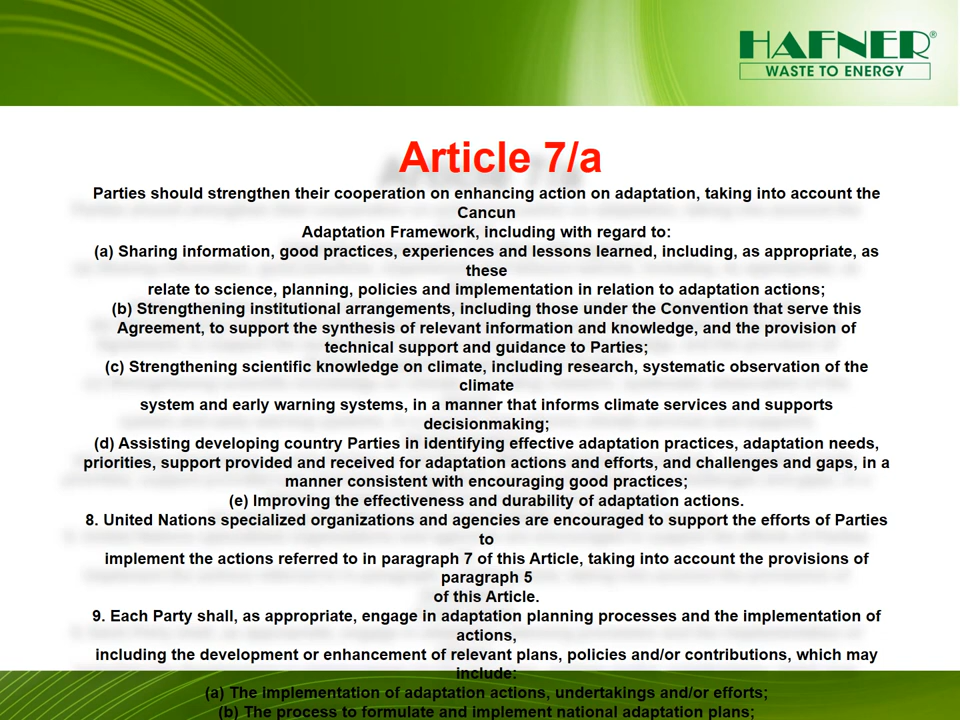 HAFNER®
WASTE TO ENERGY
Article 7/a
Parties should strengthen their cooperation on enhancing action on adaptation, taking into account the
Cancun
Adaptation Framework, including with regard to:
(a) Sharing information, good practices, experiences and lessons learned, including, as appropriate, as
these
relate to science, planning, policies and implementation in relation to adaptation actions;
(b) Strengthening institutional arrangements, including those under the Convention that serve this
Agreement, to support the synthesis of relevant information and knowledge, and the provision of
technical support and guidance to Parties;
(c) Strengthening scientific knowledge on climate, including research, systematic observation of the
climate
system and early warning systems, in a manner that informs climate services and supports
decisionmaking;
(d) Assisting developing country Parties in identifying effective adaptation practices, adaptation needs,
priorities, support provided and received for adaptation actions and efforts, and challenges and gaps, in a
manner consistent with encouraging good practices;
(e) Improving the effectiveness and durability of adaptation actions.
8. United Nations specialized organizations and agencies are encouraged to support the efforts of Parties
to
implement the actions referred to in paragraph 7 of this Article, taking into account the provisions of
paragraph 5
of this Article.
9. Each Party shall, as appropriate, engage in adaptation planning processes and the implementation of
actions,
including the development or enhancement of relevant plans, policies and/or contributions, which may
include:
(a) The implementation of adaptation actions, undertakings and/or efforts;
(b) The process to formulate and implement national adaptation plans;